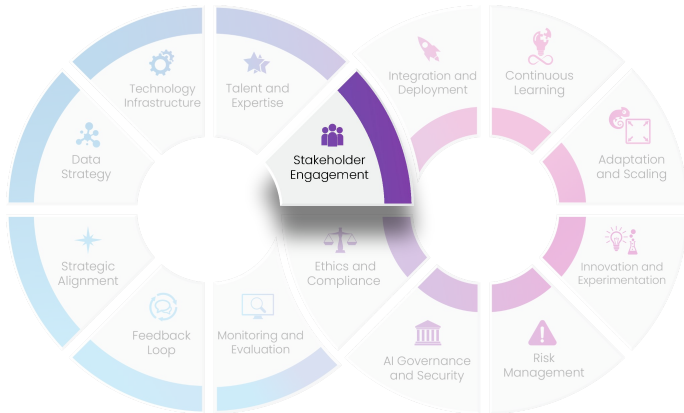 Technology
Infrastructure
Talent and
Expertise
Integration and
Deployment
Continuous
Learning
Data
Strategy
Stakeholder
Engagement
Adaptation
and Scaling
Strategic
Alignment
Ethics and
Compliance
Innovation and
Experimentation
Feedback
Loop
Monitoring and
Evaluation
AI Governance
and Security
Risk
Management